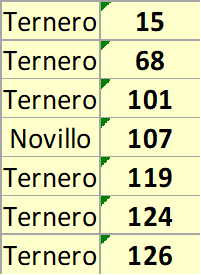 Ternero 15
Ternero 68
Ternero 101
Novillo 107
Ternero 119
Ternero 124
Ternero 126